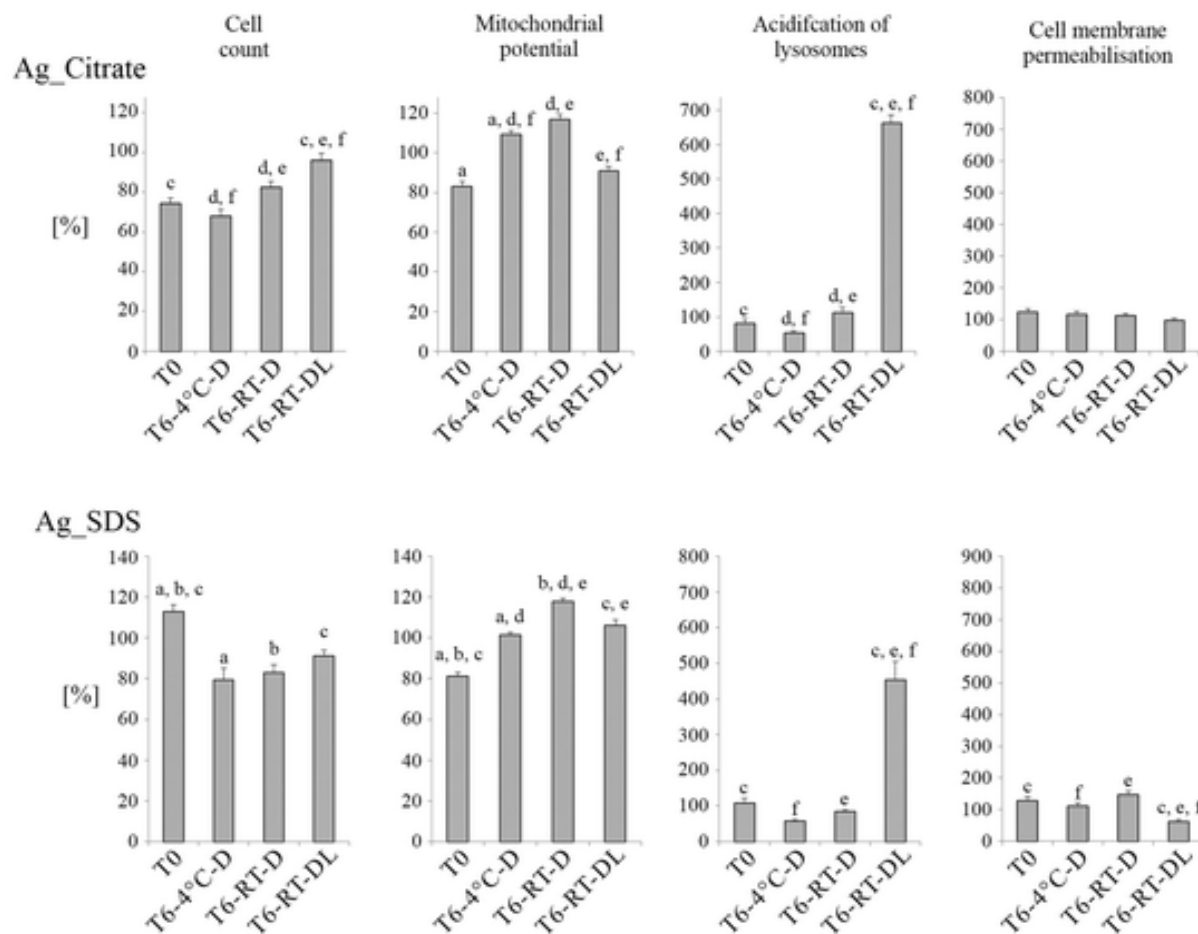 Cell
count
Mitochondrial
potential
Acidifcation of
lysosomes
Cell membrane
permeabilisation
Ag_Citrate
[%]
120
100
80
60
40
20
0
c
d, f
d, e
c, e, f
T0
T6-4°C-D
T6-RT-D
T6-RT-DL
120
100
80
60
40
20
0
a
a, d, f
d, e
e, f
T0
T6-4°C-D
T6-RT-D
T6-RT-DL
700
600
500
400
300
200
100
0
c
d, f
d, e
c, e, f
T0
T6-4°C-D
T6-RT-D
T6-RT-DL
800
700
600
500
400
300
200
100
0
T0
T6-4°C-D
T6-RT-D
T6-RT-DL
Ag_SDS
[%]
140
120
100
80
60
40
20
0
a, b, c
a
b
c
T0
T6-4°C-D
T6-RT-D
T6-RT-DL
140
120
100
80
60
40
20
0
a, b, c
a, d
b, d, e
c, e
T0
T6-4°C-D
T6-RT-D
T6-RT-DL
800
700
600
500
400
300
200
100
0
c
f
e
c, e, f
T0
T6-4°C-D
T6-RT-D
T6-RT-DL
900
800
700
600
500
400
300
200
100
0
c
f
e
c, e, f
T0
T6-4°C-D
T6-RT-D
T6-RT-DL